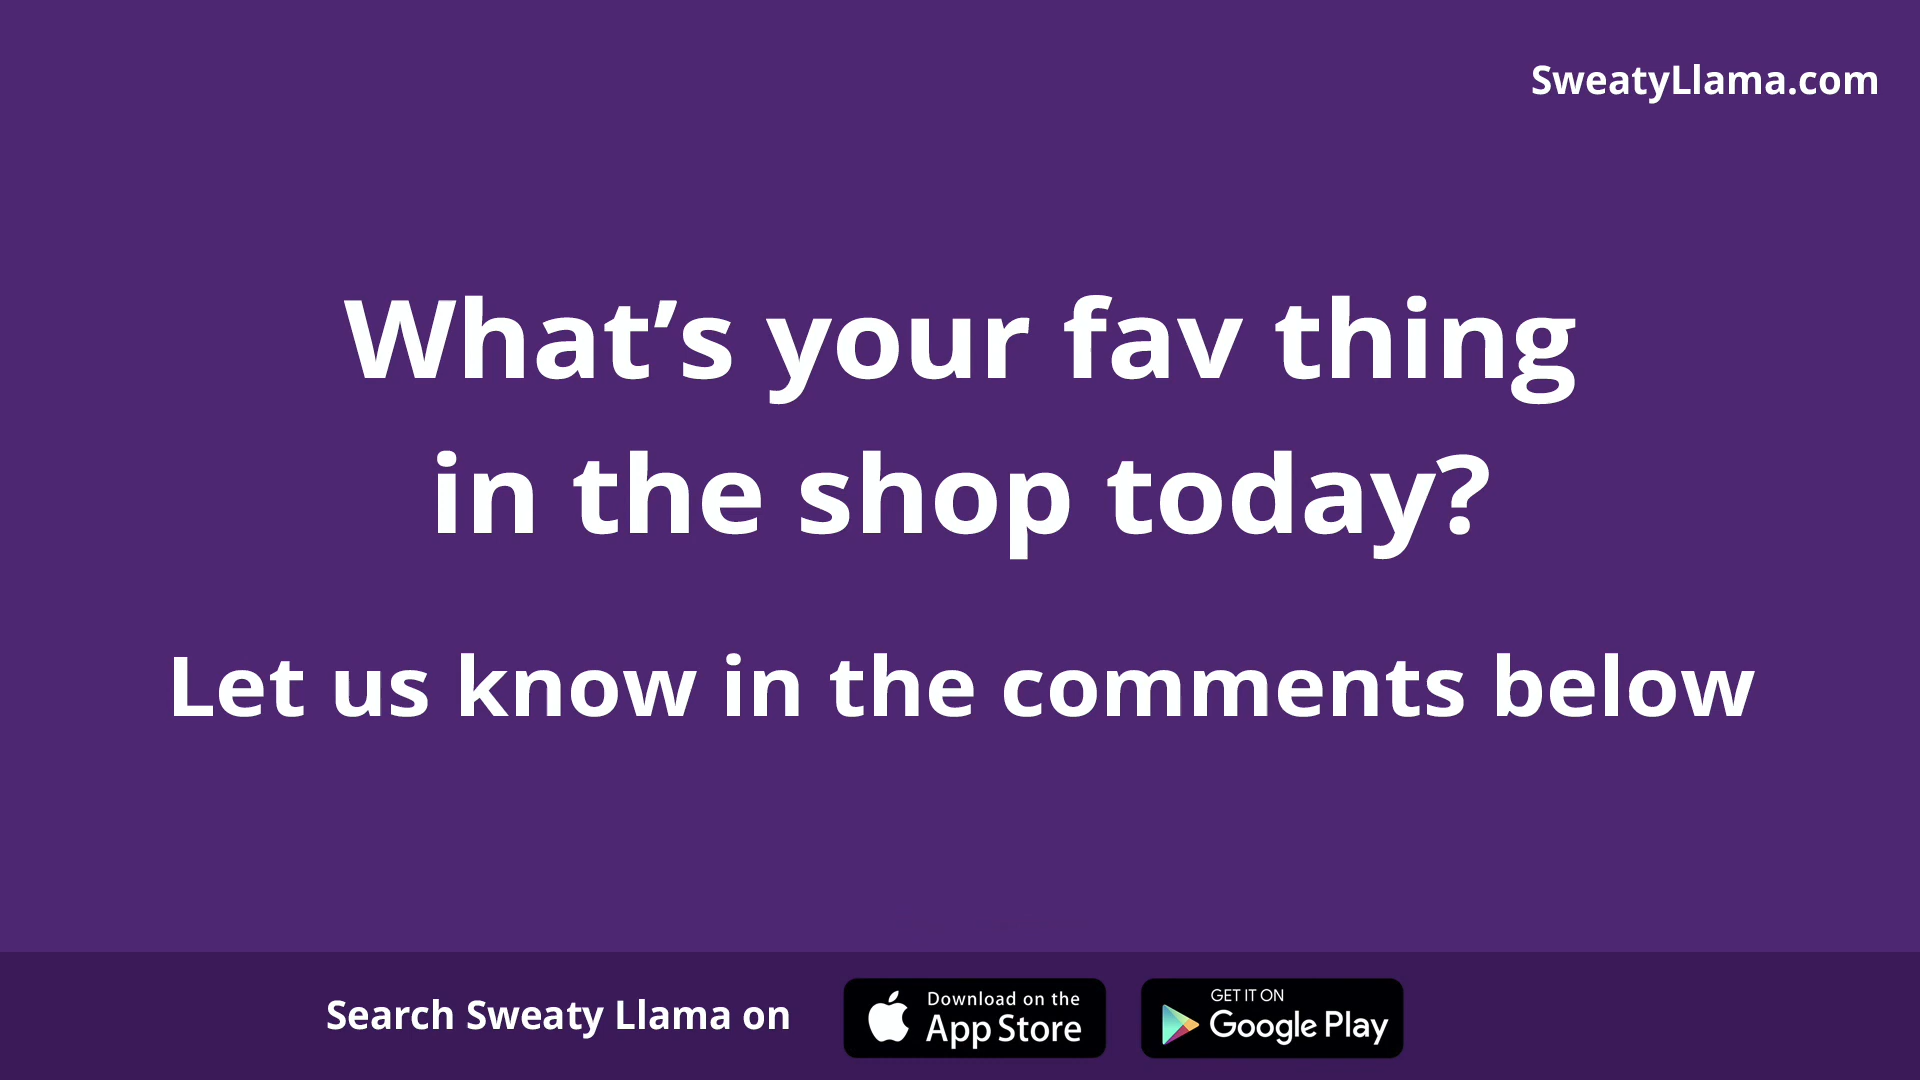 SweatyLlama.com
What’s your fav thing
in the shop today?
Let us know in the comments below
Search Sweaty Llama on
Download on the
App Store
GET IT ON
Google Play